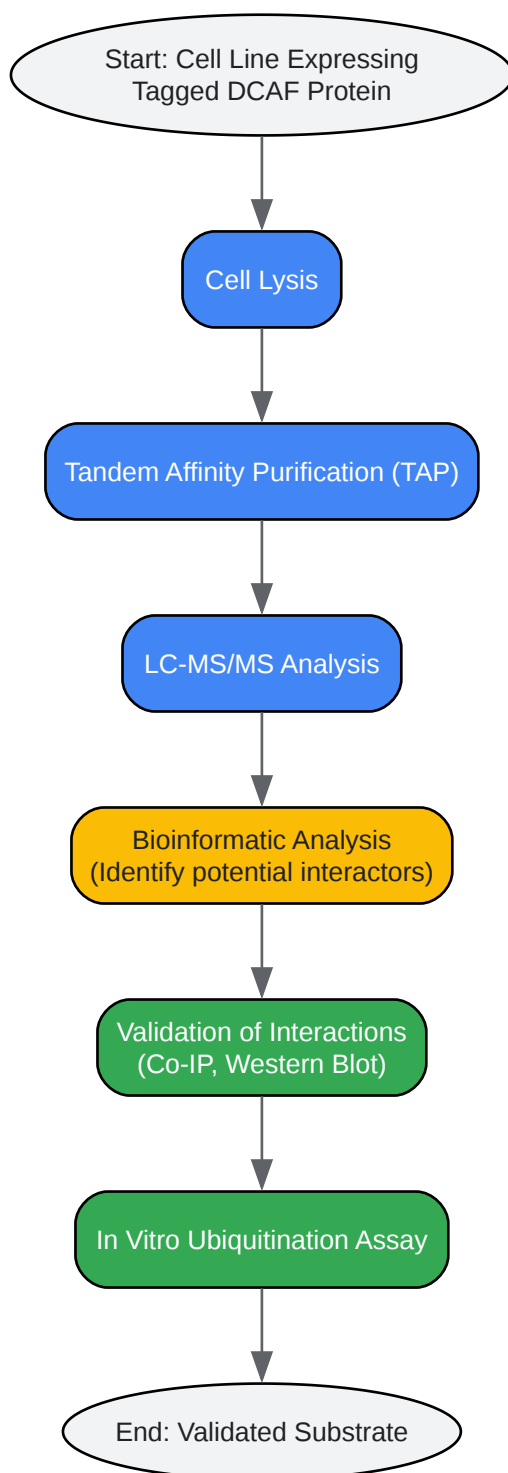 Start: Cell Line Expressing
Tagged DCAF Protein
Cell Lysis
Tandem Affinity Purification (TAP)
LC-MS/MS Analysis
Bioinformatic Analysis
(Identify potential interactors)
Validation of Interactions
(Co-IP, Western Blot)
In Vitro Ubiquitination Assay
End: Validated Substrate